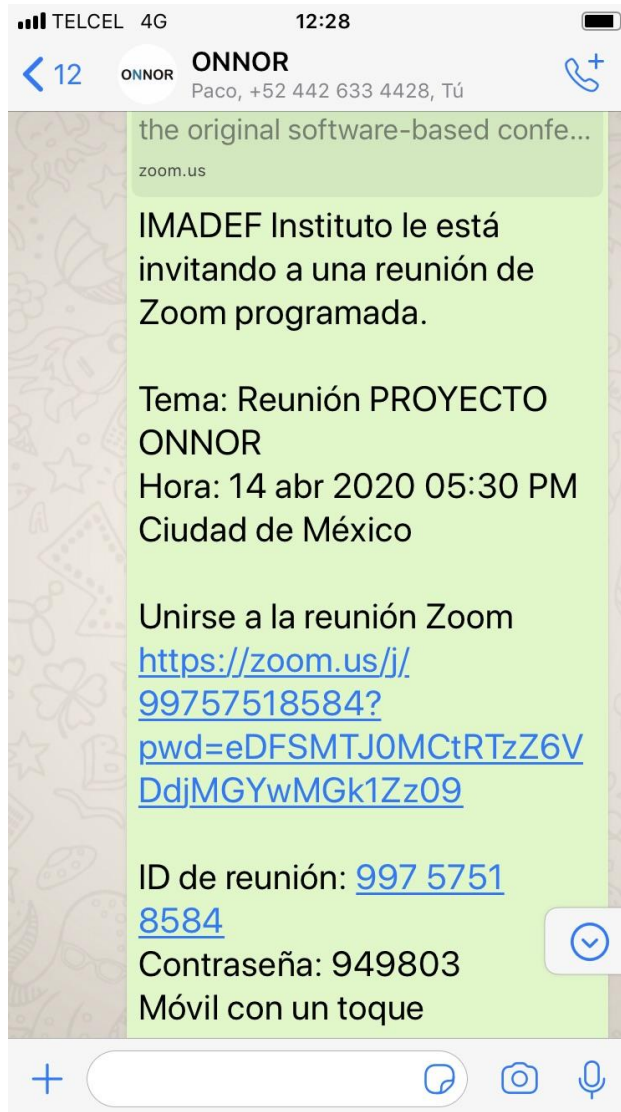 TELCEL 4G 12:28
12 ONNOR ONNOR
Paco, +52 442 633 4428, Tú
the original software-based confe...
zoom.us
IMADEF Instituto le está
invitando a una reunión de
Zoom programada.
Tema: Reunión PROYECTO
ONNOR
Hora: 14 abr 2020 05:30 PM
Ciudad de México
Unirse a la reunión Zoom
https://zoom.us/j/
99757518584?
pwd=eDFSMTJ0MCtRTzZ6V
DdjMGYwMGk1Zz09
ID de reunión: 997 5751
8584
Contraseña: 949803
Móvil con un toque